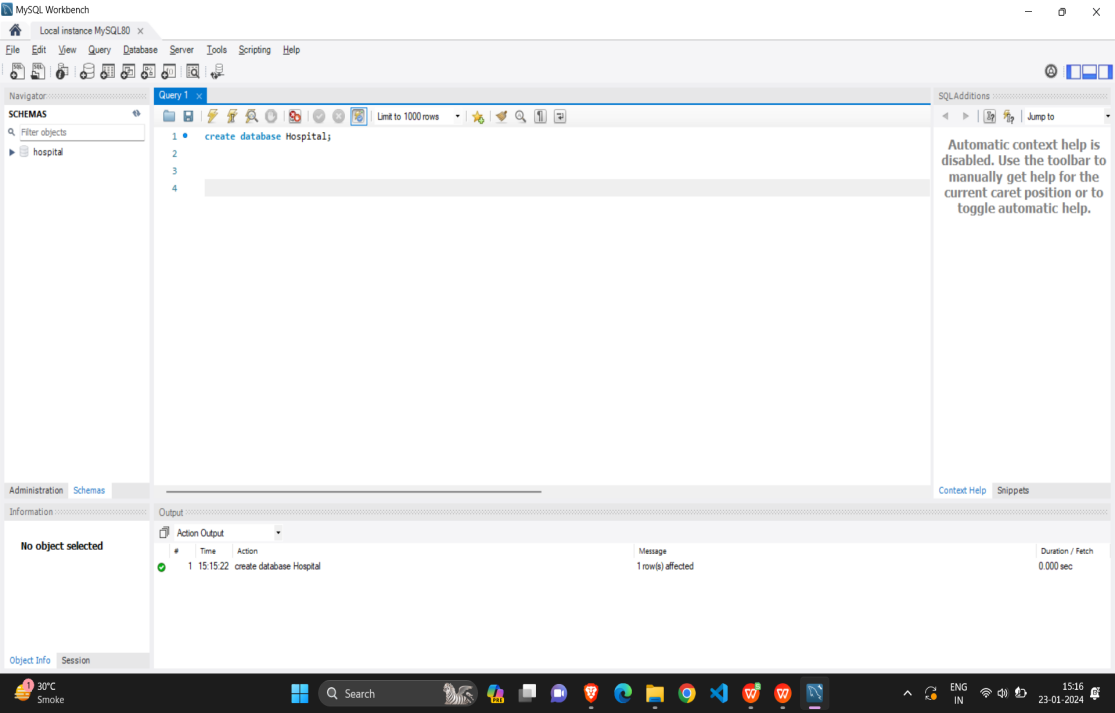 MySQL Workbench
Local instance MySQL80
File Edit View Query Database Server Tools Scripting Help
Navigator
SCHEMAS
Filter objects
hospital
Administration Schemas
Information
No object selected
Object Info Session
Query 1
Limit to 1000 rows
1 create database Hospital;
2
3
4
SQLAdditions
Jump to
Automatic context help is
disabled. Use the toolbar to
manually get help for the
current caret position or to
toggle automatic help.
Context Help Snippets
Output
Action Output
# Time Action Message Duration / Fetch
1 15:15:22 create database Hospital 1 row(s) affected 0.000 sec
1
30°C
Smoke
Search
PRE
ENG
IN
15:16
23-01-2024